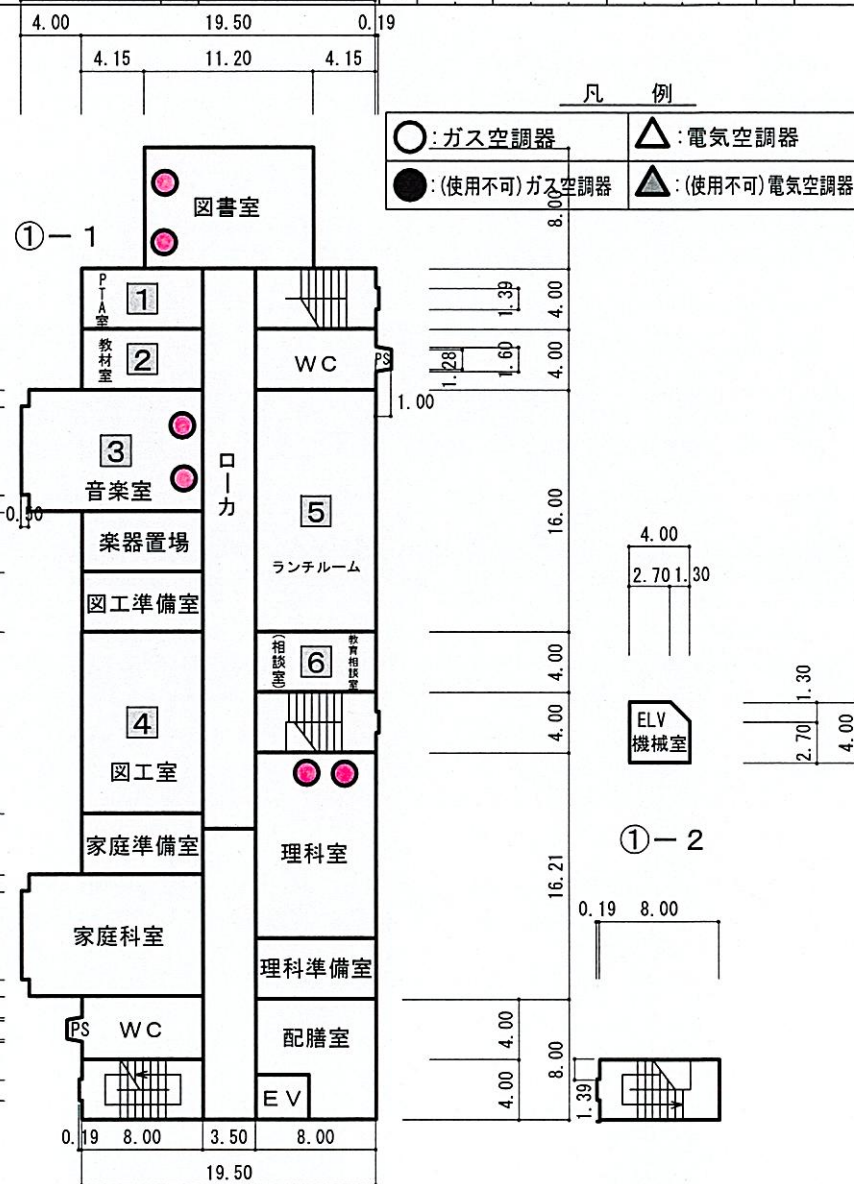 4.00 19.50 0.19
4.15 11.20 4.15
凡 例
:ガス空調器 :電気空調器
:(使用不可)ガス空調器 :(使用不可)電気空調器
8.00
図書室
①-1
PTA室
1
1.39
4.00
教材室
2
WC
PS
1.28
1.60
4.00
1.00
3
音楽室
ローカ
0.50
5
16.00
楽器置場
ランチルーム
4.00
2.70 1.30
図工準備室
(相談室)
6
教育相談室
4.00
4
図工室
4.00
ELV
機械室
1.30
2.70
4.00
家庭準備室
理科室
①-2
16.21
0.19 8.00
家庭科室
理科準備室
PS
WC
配膳室
4.00
8.00
EV
4.00
1.39
0.19 8.00 3.50 8.00
19.50